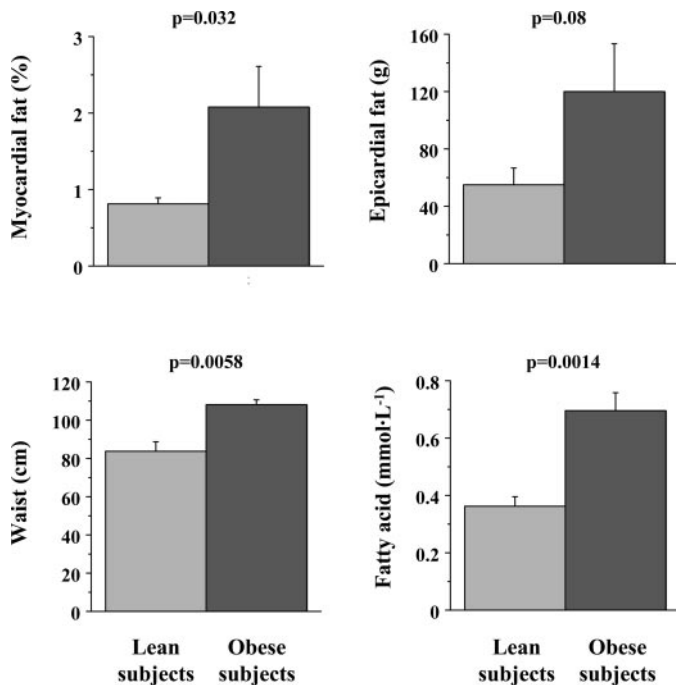 p=0.032
Myocardial fat (%)
3
2
1
0
p=0.08
Epicardial fat (g)
160
120
80
40
0
p=0.0058
Waist (cm)
120
100
80
60
40
20
0
Lean subjects
Obese subjects
p=0.0014
Fatty acid (mmol·L⁻¹)
0.8
0.6
0.4
0.2
0
Lean subjects
Obese subjects